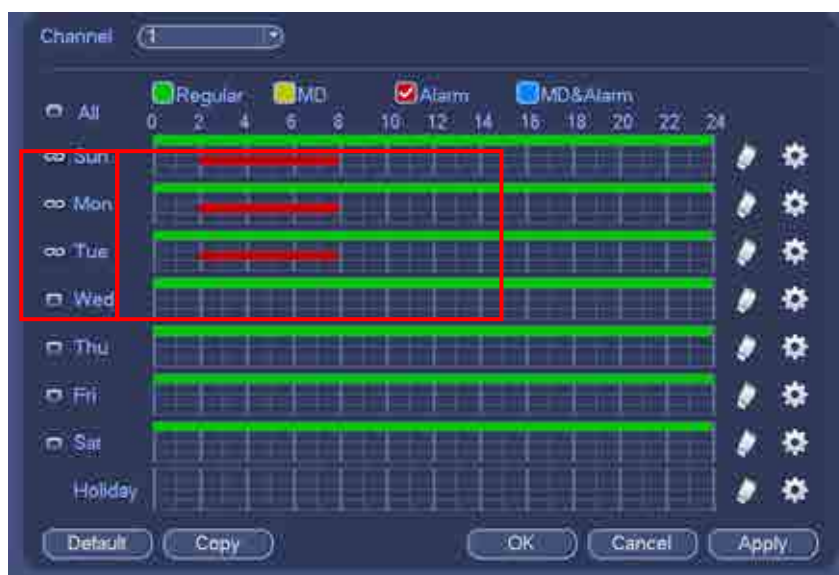 Channel 1
Regular MD Alarm MD&Alarm
All 0 2 4 6 8 10 12 14 16 18 20 22 24
Sun
Mon
Tue
Wed
Thu
Fri
Sat
Holiday
Default Copy OK Cancel Apply